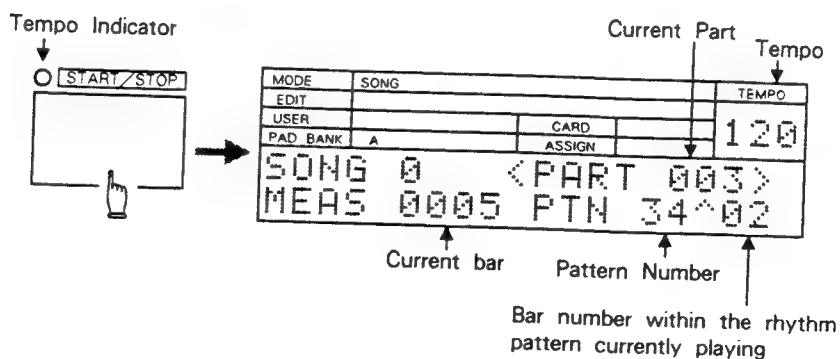 Tempo Indicator
START/STOP
Current Part
Tempo
MODE SONG
TEMPO
EDIT
USER CARD
PAD BANK A ASSIGN
120
SONG 0 <PART 003>
MEAS 0005 PTN 34^02
Current bar
Pattern Number
Bar number within the rhythm
pattern currently playing